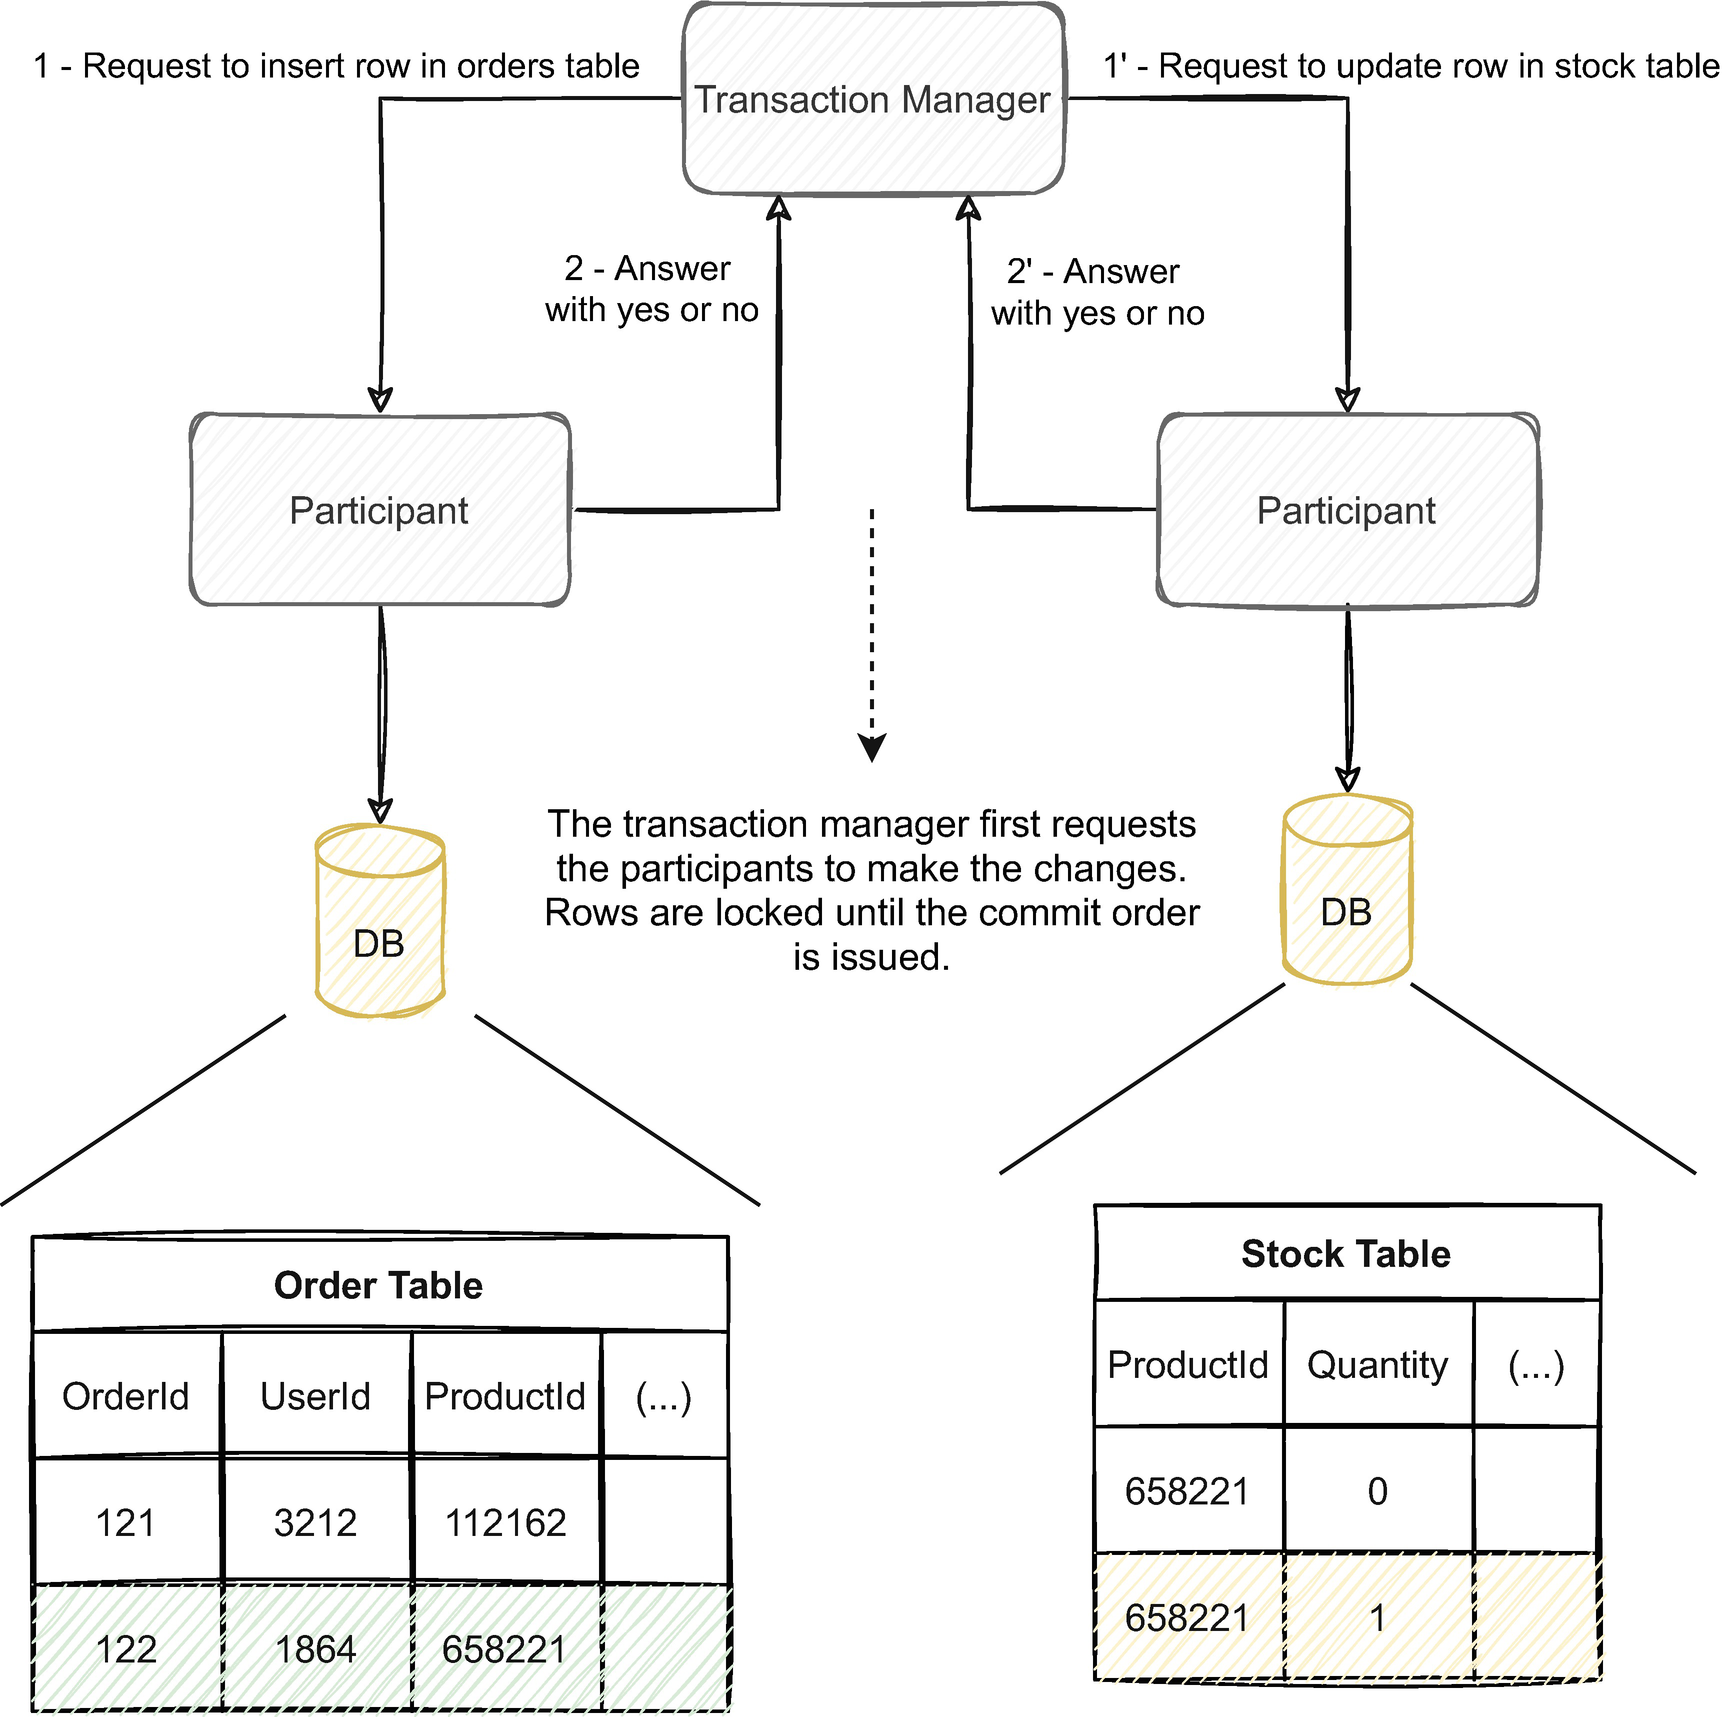 1 - Request to insert row in orders table
1' - Request to update row in stock table
Transaction Manager
2 - Answer
with yes or no
2' - Answer
with yes or no
Participant
Participant
The transaction manager first requests
the participants to make the changes.
Rows are locked until the commit order
is issued.
DB
DB
Order Table
OrderId UserId ProductId (...)
121 3212 112162
122 1864 658221
Stock Table
ProductId Quantity (...)
658221 0
658221 1